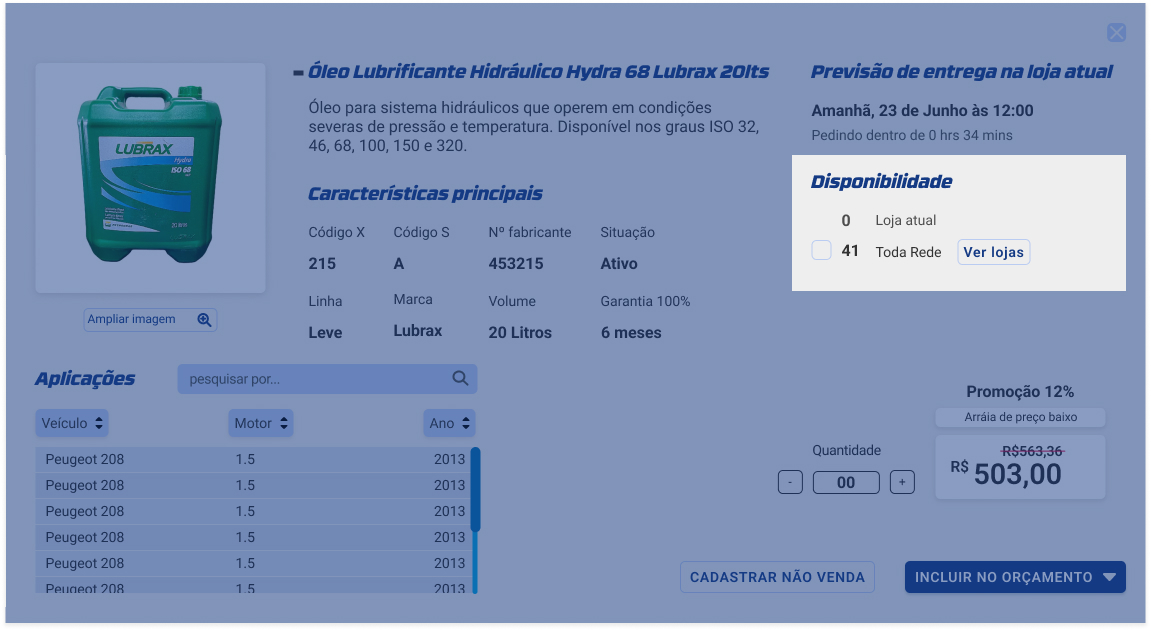 Óleo Lubrificante Hidráulico Hydra 68 Lubrax 20lts
Óleo para sistema hidráulicos que operem em condições
severas de pressão e temperatura. Disponível nos graus ISO 32,
46, 68, 100, 150 e 320.
LUBRAX
Hydra
ISO 68
Ampliar imagem
Características principais
Código X Código S Nº fabricante Situação
215 A 453215 Ativo
Linha Marca Volume Garantia 100%
Leve Lubrax 20 Litros 6 meses
Previsão de entrega na loja atual
Amanhã, 23 de Junho às 12:00
Pedindo dentro de 0 hrs 34 mins
Disponibilidade
0 Loja atual
41 Toda Rede Ver lojas
Aplicações pesquisar por...
Veículo Motor Ano
Peugeot 208 1.5 2013
Peugeot 208 1.5 2013
Peugeot 208 1.5 2013
Peugeot 208 1.5 2013
Peugeot 208 1.5 2013
Peugeot 208 1.5 2013
Promoção 12%
Arráia de preço baixo
Quantidade
- 00 +
R$563,36
R$ 503,00
CADASTRAR NÃO VENDA
INCLUIR NO ORÇAMENTO